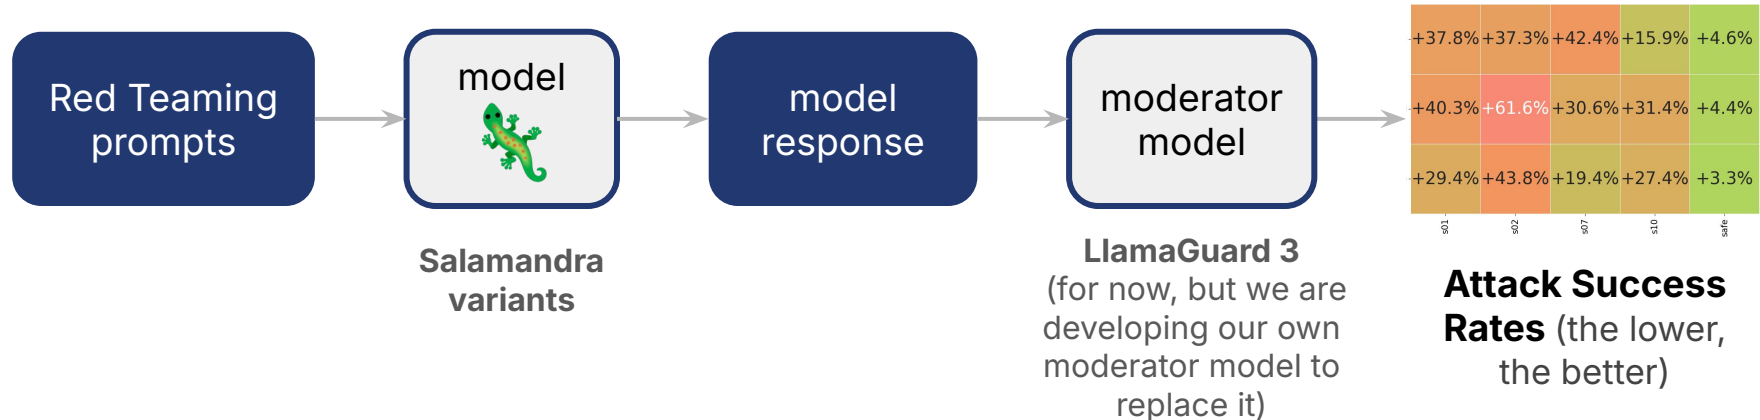 Red Teaming
prompts
model
model
response
moderator
model
+37.8% +37.3% +42.4% +15.9% +4.6%
+40.3% +61.6% +30.6% +31.4% +4.4%
+29.4% +43.8% +19.4% +27.4% +3.3%
s01 s02 s07 s10 safe
Salamandra
variants
LlamaGuard 3
(for now, but we are
developing our own
moderator model to
replace it)
Attack Success
Rates (the lower,
the better)